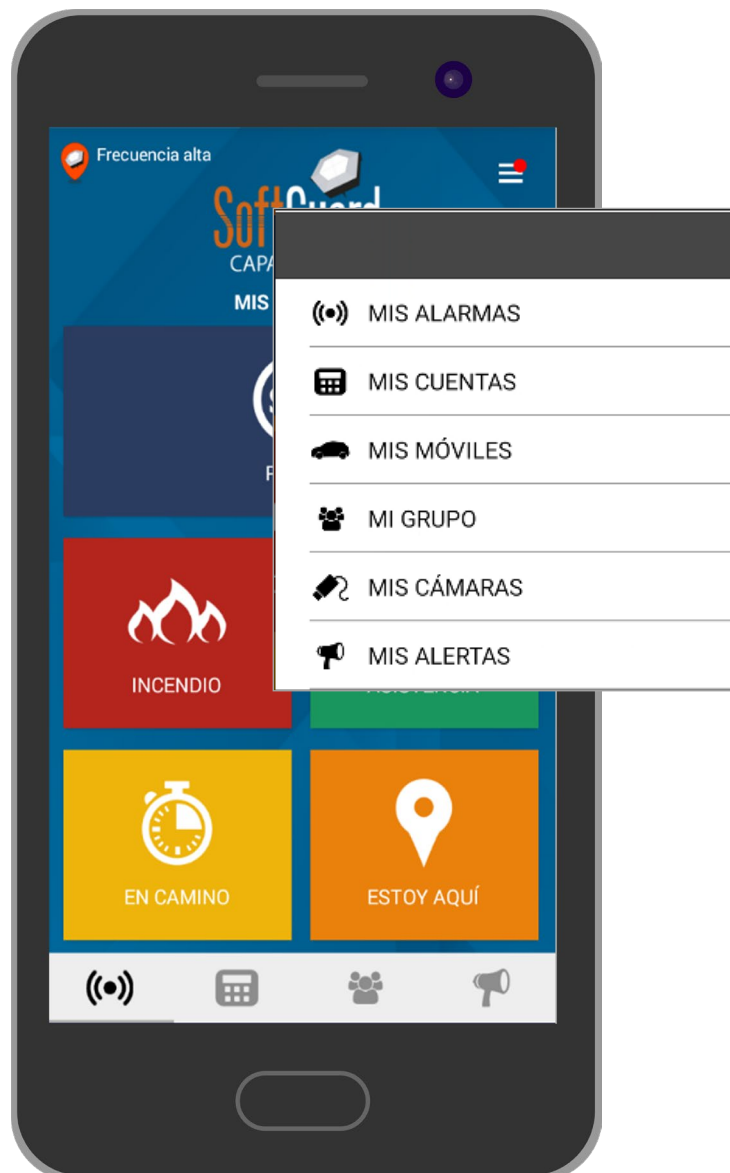 Frecuencia alta
SoftGuard
CAPA
MIS
MIS ALARMAS
MIS CUENTAS
MIS MÓVILES
MI GRUPO
MIS CÁMARAS
MIS ALERTAS
INCENDIO
EN CAMINO
ESTOY AQUÍ